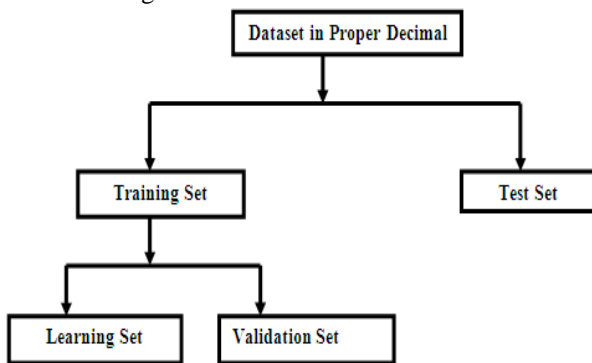 Dataset in Proper Decimal
Training Set
Test Set
Learning Set
Validation Set